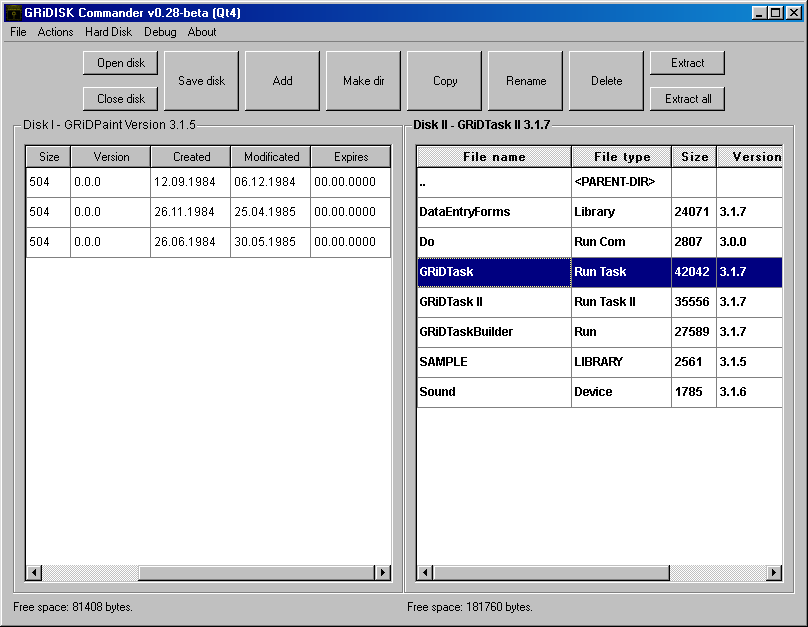 GRiDISK Commander v0.28-beta (Qt4)
File Actions Hard Disk Debug About
Open disk Save disk Add Make dir Copy Rename Delete Extract
Close disk Extract all
Disk I - GRiDPaint Version 3.1.5
Size Version Created Modificated Expires
504 0.0.0 12.09.1984 06.12.1984 00.00.0000
504 0.0.0 26.11.1984 25.04.1985 00.00.0000
504 0.0.0 26.06.1984 30.05.1985 00.00.0000
Free space: 81408 bytes.
Disk II - GRiDTask II 3.1.7
File name File type Size Version
.. <PARENT-DIR>
DataEntryForms Library 24071 3.1.7
Do Run Com 2807 3.0.0
GRiDTask Run Task 42042 3.1.7
GRiDTask II Run Task II 35556 3.1.7
GRiDTaskBuilder Run 27589 3.1.7
SAMPLE LIBRARY 2561 3.1.5
Sound Device 1785 3.1.6
Free space: 181760 bytes.